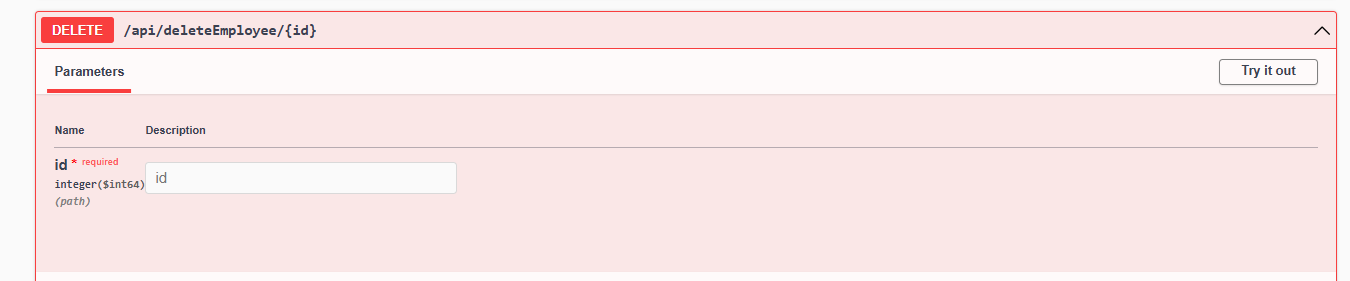 DELETE /api/deleteEmployee/{id}
Parameters Try it out
Name Description
id * required
integer($int64) id
(path)